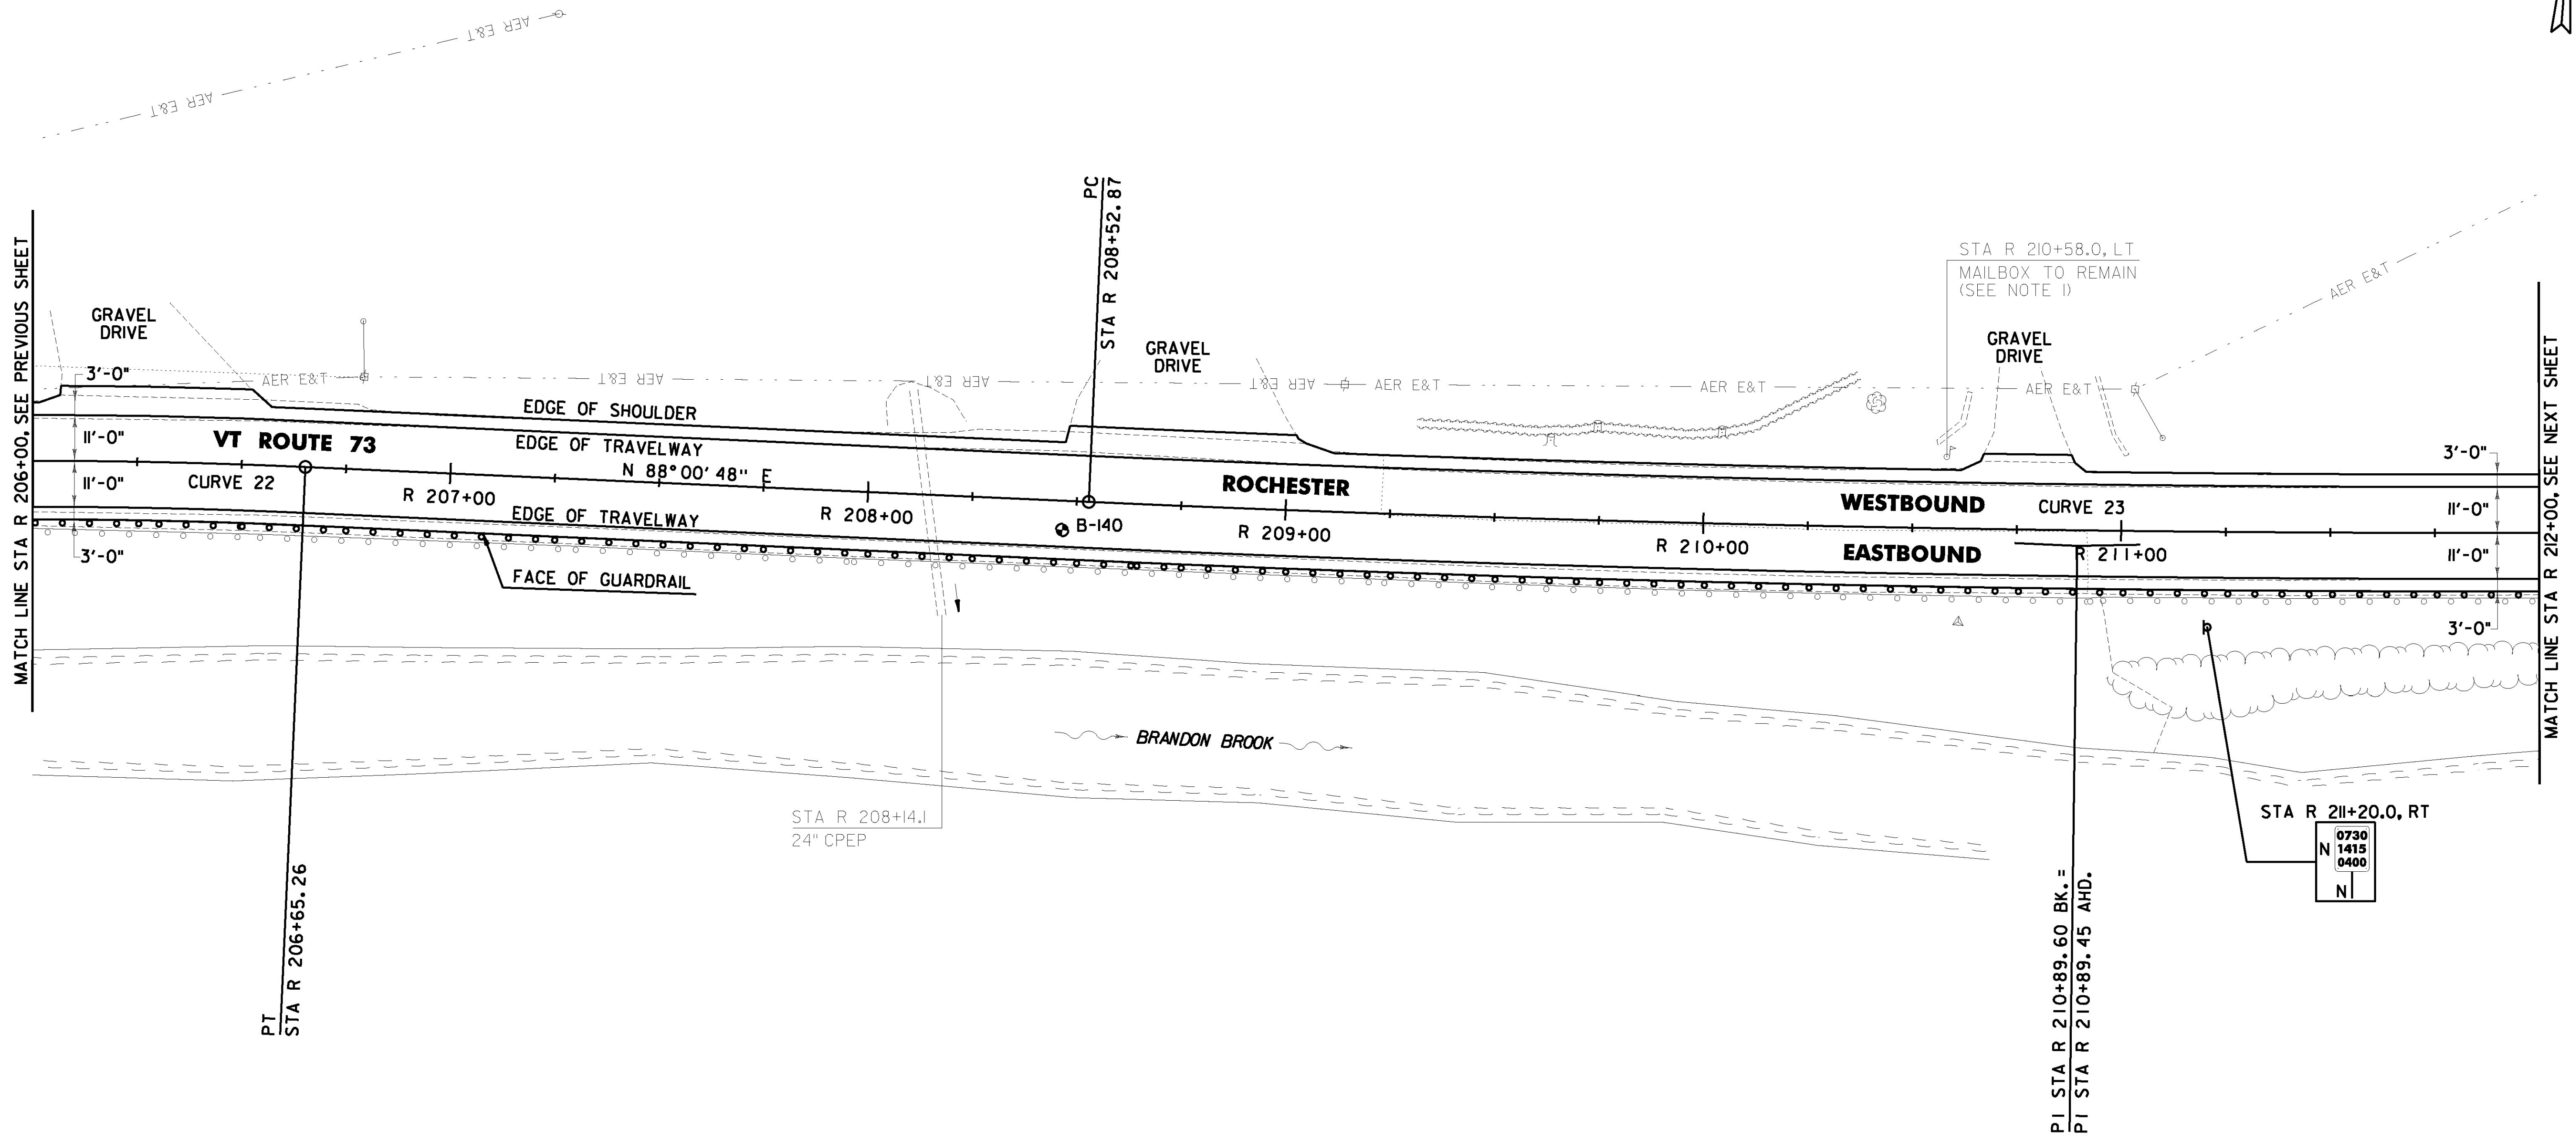 AER E&T
AER E&T
MATCH LINE STA R 206+00, SEE PREVIOUS SHEET
GRAVEL
DRIVE
3'-0"
11'-0"
11'-0"
3'-0"
AER E&T
AER E&T
AER E&T
AER E&T
AER E&T
AER E&T
AER E&T
AER E&T
VT ROUTE 73
CURVE 22
EDGE OF SHOULDER
EDGE OF TRAVELWAY
N 88°00'48" E
R 207+00
EDGE OF TRAVELWAY
FACE OF GUARDRAIL
R 208+00
PC
STA R 208+52.87
B-140
GRAVEL
DRIVE
ROCHESTER
R 209+00
R 210+00
STA R 210+58.0, LT
MAILBOX TO REMAIN
(SEE NOTE 1)
GRAVEL
DRIVE
WESTBOUND
CURVE 23
EASTBOUND
R 211+00
3'-0"
11'-0"
11'-0"
3'-0"
MATCH LINE STA R 212+00, SEE NEXT SHEET
BRANDON BROOK
STA R 208+14.1
24" CPEP
PT
STA R 206+65.26
PI STA R 210+89.60 BK.=
PI STA R 210+89.45 AHD.
STA R 211+20.0, RT
0730
N 1415
0400
N